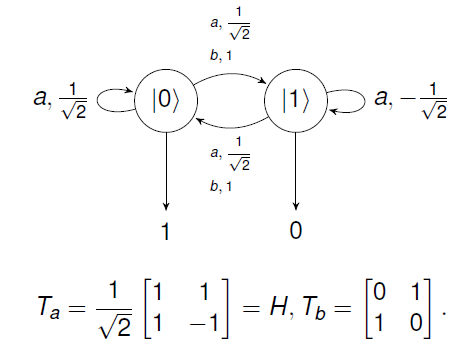 a, 1/√2
b, 1
a, 1/√2
|0⟩
|1⟩
a, −1/√2
a, 1/√2
b, 1
1
0
T_a = 1/√2 [1 1; 1 −1] = H, T_b = [0 1; 1 0].